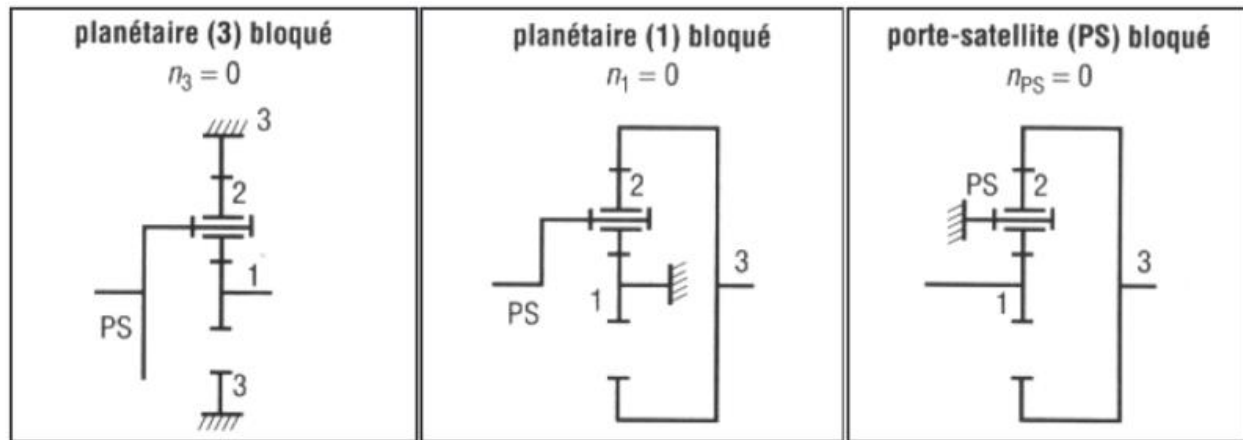 planétaire (3) bloqué
n₃ = 0
3
2
1
PS
3
planétaire (1) bloqué
n₁ = 0
2
3
1
PS
porte-satellite (PS) bloqué
n_PS = 0
PS 2
3
1